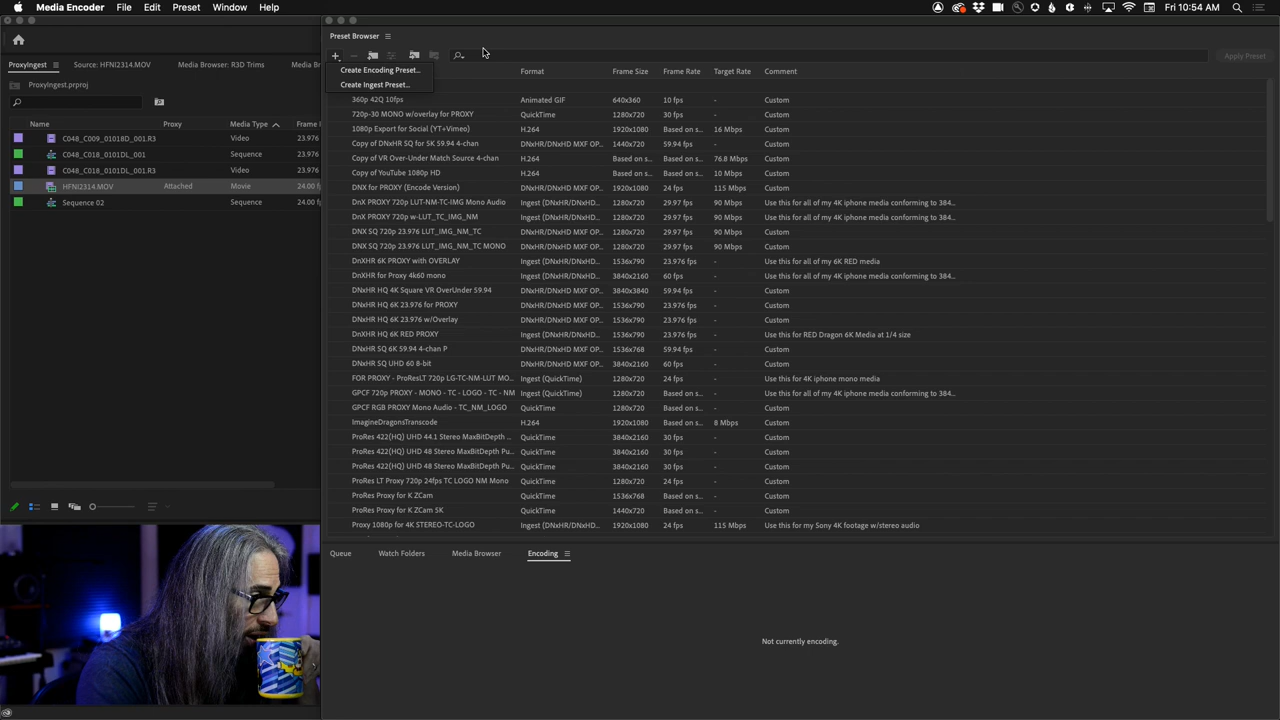 Media Encoder File Edit Preset Window Help Fri 10:54 AM
Preset Browser
ProxyIngest Source: HFNI2314.MOV Media Browser: R3D Trims Media B
Apply Preset
Create Encoding Preset...
Create Ingest Preset...
Format Frame Size Frame Rate Target Rate Comment
ProxyIngest.prproj
Name Proxy Media Type Frame I
C048_C009_0101BD_001.R3 Video 23.976
C048_C018_0101DL_001 Sequence 23.976
C048_C018_0101DL_001.R3 Video 23.976
HFNI2314.MOV Attached Movie 24.00 f
Sequence 02 Sequence 24.00 f
360p 42Q 10fps Animated GIF 640x360 10 fps - Custom
720p-30 MONO w/overlay for PROXY QuickTime 1280x720 30 fps - Custom
1080p Export for Social (YT+Vimeo) H.264 1920x1080 Based on s... 16 Mbps Custom
Copy of DNxHR SQ for 5K 59.94 4-chan DNxHR/DNxHD MXF OP... 1440x720 59.94 fps - Custom
Copy of VR Over-Under Match Source 4-chan H.264 Based on s... Based on s... 76.8 Mbps Custom
Copy of YouTube 1080p HD H.264 Based on s... Based on s... 10 Mbps Custom
DNX for PROXY (Encode Version) DNxHR/DNxHD MXF OP... 1920x1080 24 fps 115 Mbps Custom
DnX PROXY 720p LUT-NM-TC-IMG Mono Audio Ingest (DNxHR/DNxHD... 1280x720 29.97 fps 90 Mbps Use this for all of my 4K iphone media conforming to 384...
DnX PROXY 720p w-LUT_TC_IMG_NM Ingest (DNxHR/DNxHD... 1280x720 29.97 fps 90 Mbps Use this for all of my 4K iphone media conforming to 384...
DNX SQ 720p 23.976 LUT_IMG_NM_TC DNxHR/DNxHD MXF OP... 1280x720 29.97 fps 90 Mbps Custom
DNX SQ 720p 23.976 LUT_IMG_NM_TC MONO DNxHR/DNxHD MXF OP... 1280x720 29.97 fps 90 Mbps Custom
DnXHR 6K PROXY with OVERLAY Ingest (DNxHR/DNxHD... 1536x790 23.976 fps - Use this for all of my 6K RED media
DnxHR for Proxy 4k60 mono Ingest (DNxHR/DNxHD... 3840x2160 60 fps - Use this for all of my 4K iphone media conforming to 384...
DNxHR HQ 4K Square VR OverUnder 59.94 DNxHR/DNxHD MXF OP... 3840x3840 59.94 fps - Custom
DNxHR HQ 6K 23.976 for PROXY DNxHR/DNxHD MXF OP... 1536x790 23.976 fps - Custom
DNxHR HQ 6K 23.976 w/Overlay DNxHR/DNxHD MXF OP... 1536x790 23.976 fps - Custom
DNxHR HQ 6K RED PROXY Ingest (DNxHR/DNxHD... 1536x790 23.976 fps - Use this for RED Dragon 6K Media at 1/4 size
DNxHR SQ 6K 59.94 4-chan P DNxHR/DNxHD MXF OP... 1536x768 59.94 fps - Custom
DNxHR SQ UHD 60 8-bit DNxHR/DNxHD MXF OP... 3840x2160 60 fps - Custom
FOR PROXY - ProResLT 720p LG-TC-NM-LUT MO... Ingest (QuickTime) 1280x720 24 fps - Use this for 4K iphone mono media
GPCF 720p PROXY - MONO - TC - LOGO - TC - NM Ingest (QuickTime) 1280x720 Based on s... - Use this for all of my 4K iphone media conforming to 384...
GPCF RGB PROXY Mono Audio - TC_NM_LOGO QuickTime 1280x720 Based on s... - Custom
ImagineDragonsTranscode H.264 1920x1080 Based on s... 8 Mbps Custom
ProRes 422(HQ) UHD 44.1 Stereo MaxBitDepth ... QuickTime 3840x2160 30 fps - Custom
ProRes 422(HQ) UHD 48 Stereo MaxBitDepth Pu... QuickTime 3840x2160 30 fps - Custom
ProRes 422(HQ) UHD 48 Stereo MaxBitDepth Pu... QuickTime 3840x2160 30 fps - Custom
ProRes LT Proxy 720p 24fps TC LOGO NM Mono QuickTime 1280x720 24 fps - Custom
ProRes Proxy for K ZCam QuickTime 1536x768 Based on s... - Custom
ProRes Proxy for K ZCam 5K QuickTime 1280x720 Based on s... - Custom
Proxy 1080p for 4K STEREO-TC-LOGO Ingest (DNxHR/DNxHD... 1920x1080 24 fps 115 Mbps Use this for my Sony 4K footage w/stereo audio
Queue Watch Folders Media Browser Encoding
Not currently encoding.